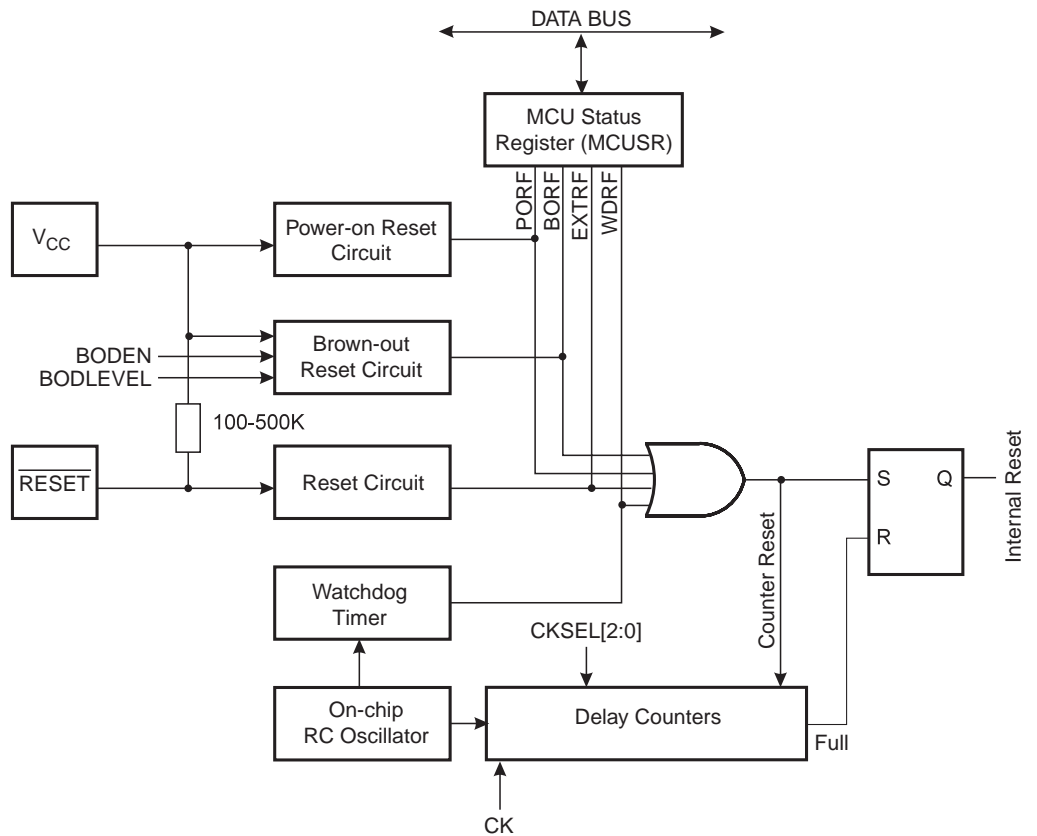 DATA BUS
MCU Status
Register (MCUSR)
PORF
BORF
EXTRF
WDRF
VCC
Power-on Reset
Circuit
BODEN
BODLEVEL
Brown-out
Reset Circuit
100-500K
RESET
Reset Circuit
S
Q
R
Internal Reset
Counter Reset
Watchdog
Timer
CKSEL[2:0]
On-chip
RC Oscillator
Delay Counters
Full
CK